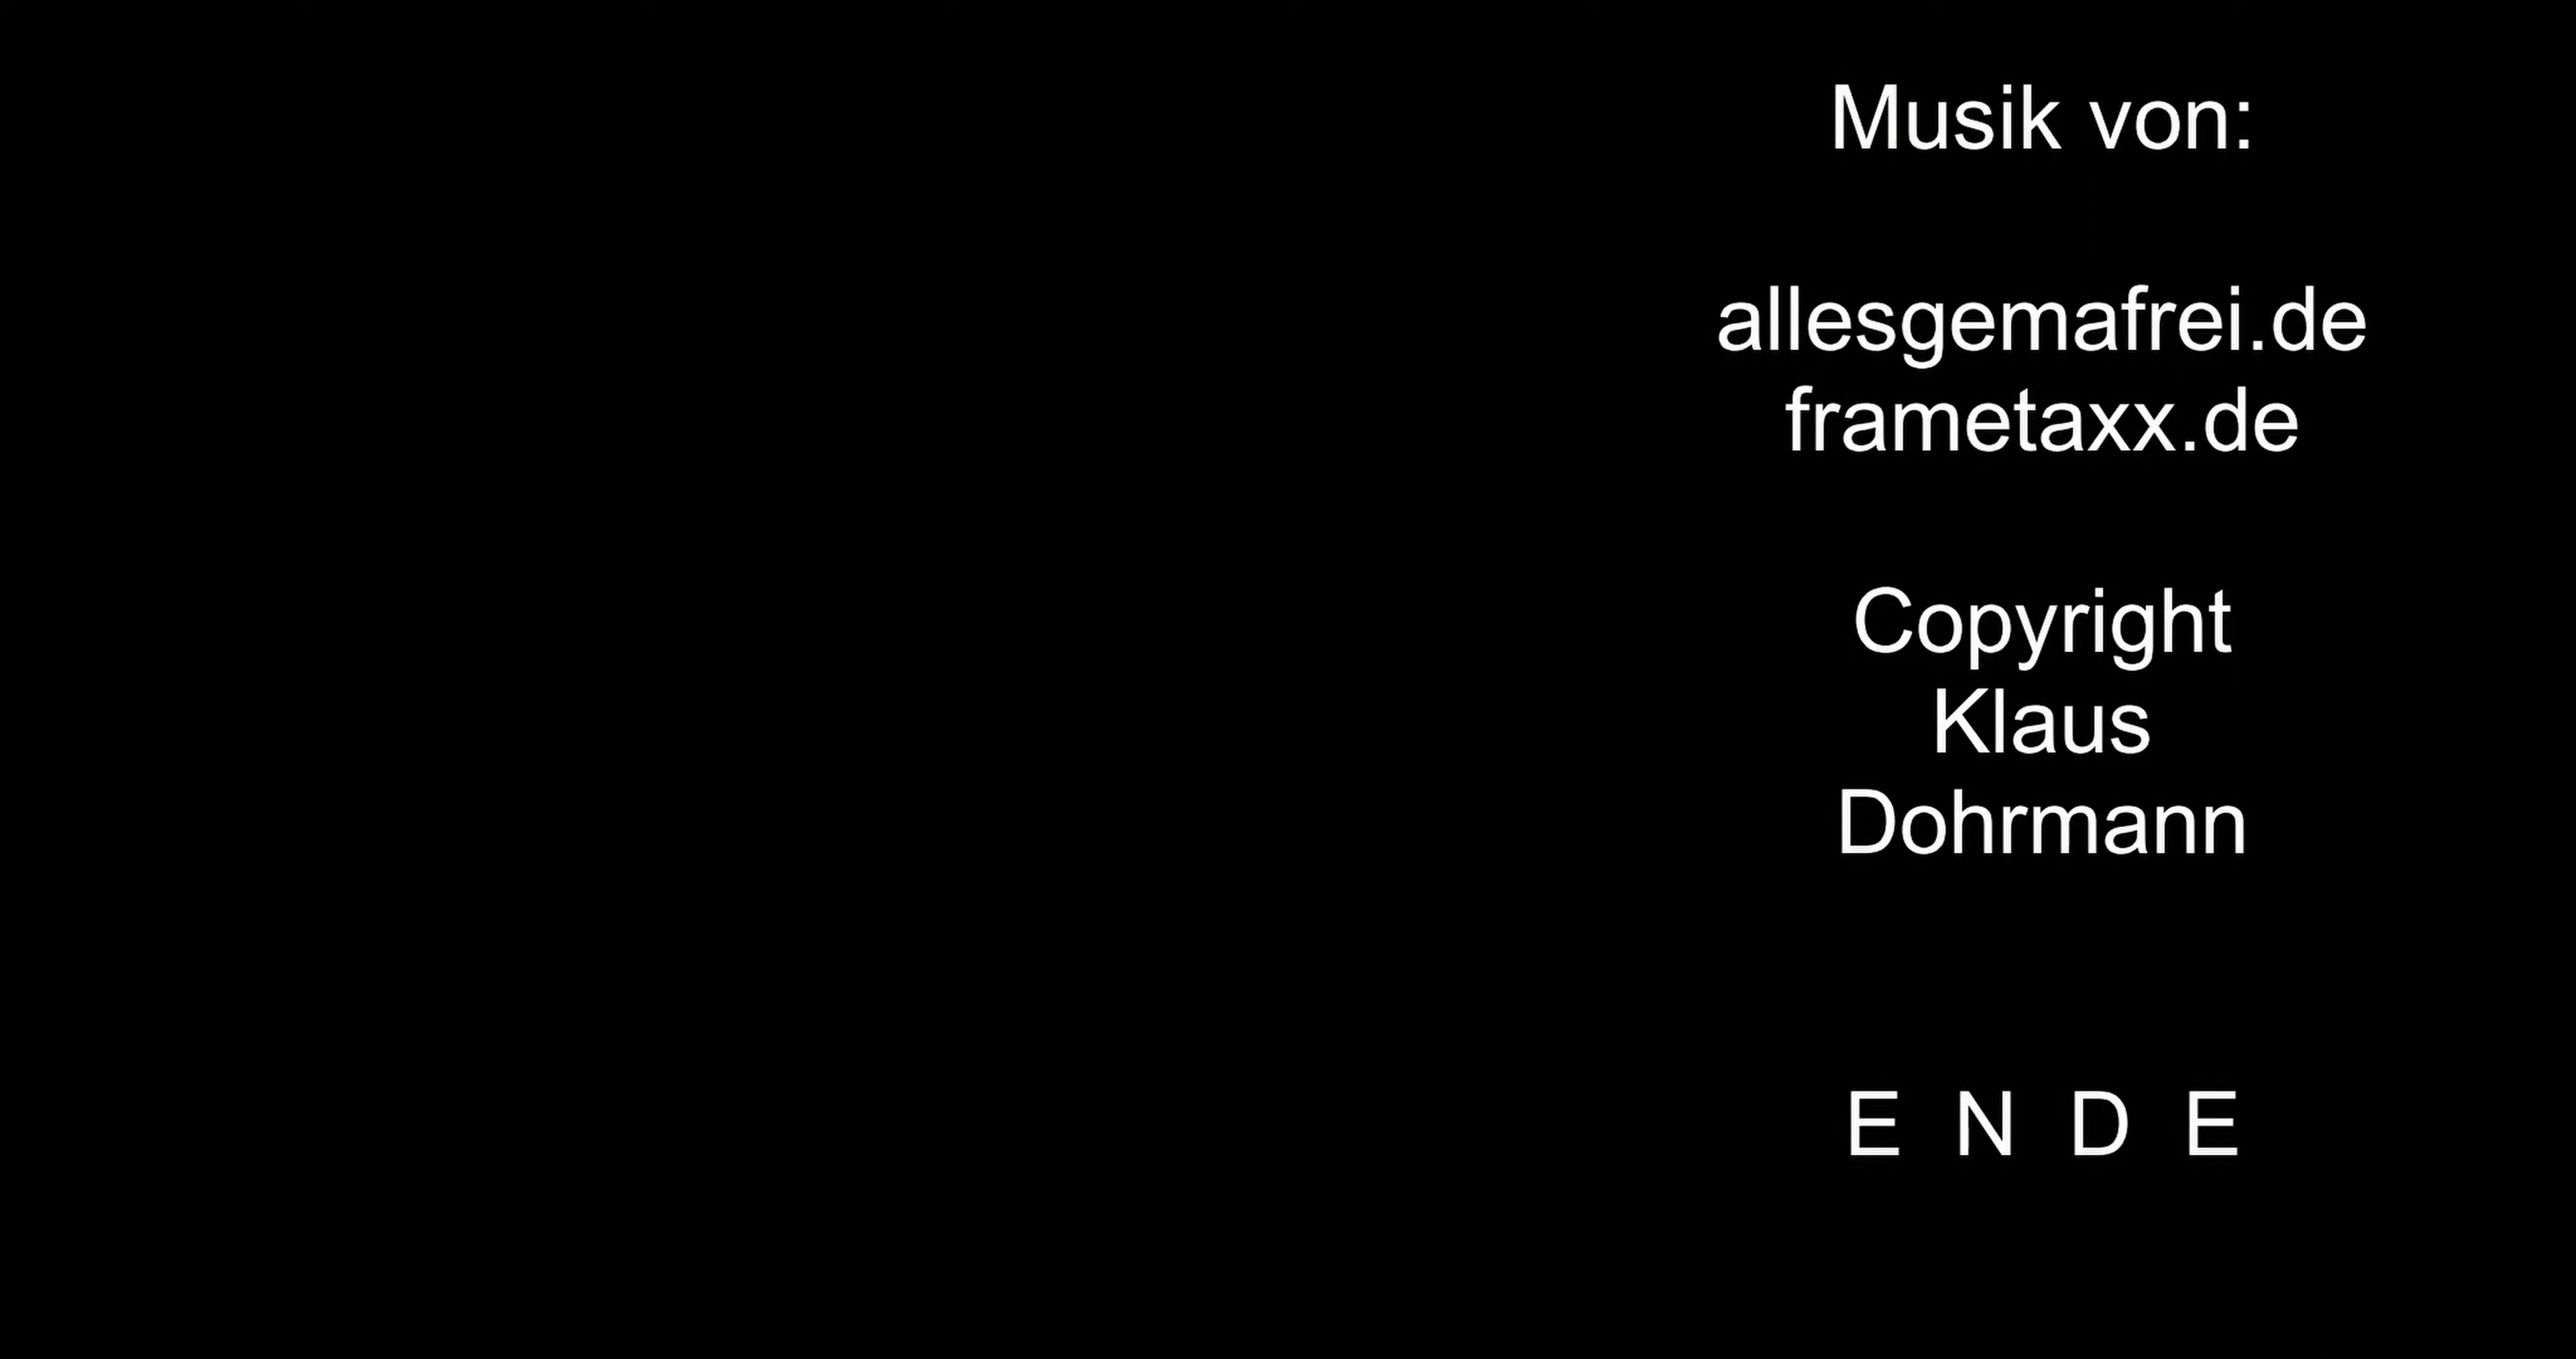 Musik von:
allesgemafrei.de
frametaxx.de
Copyright
Klaus
Dohrmann
E N D E